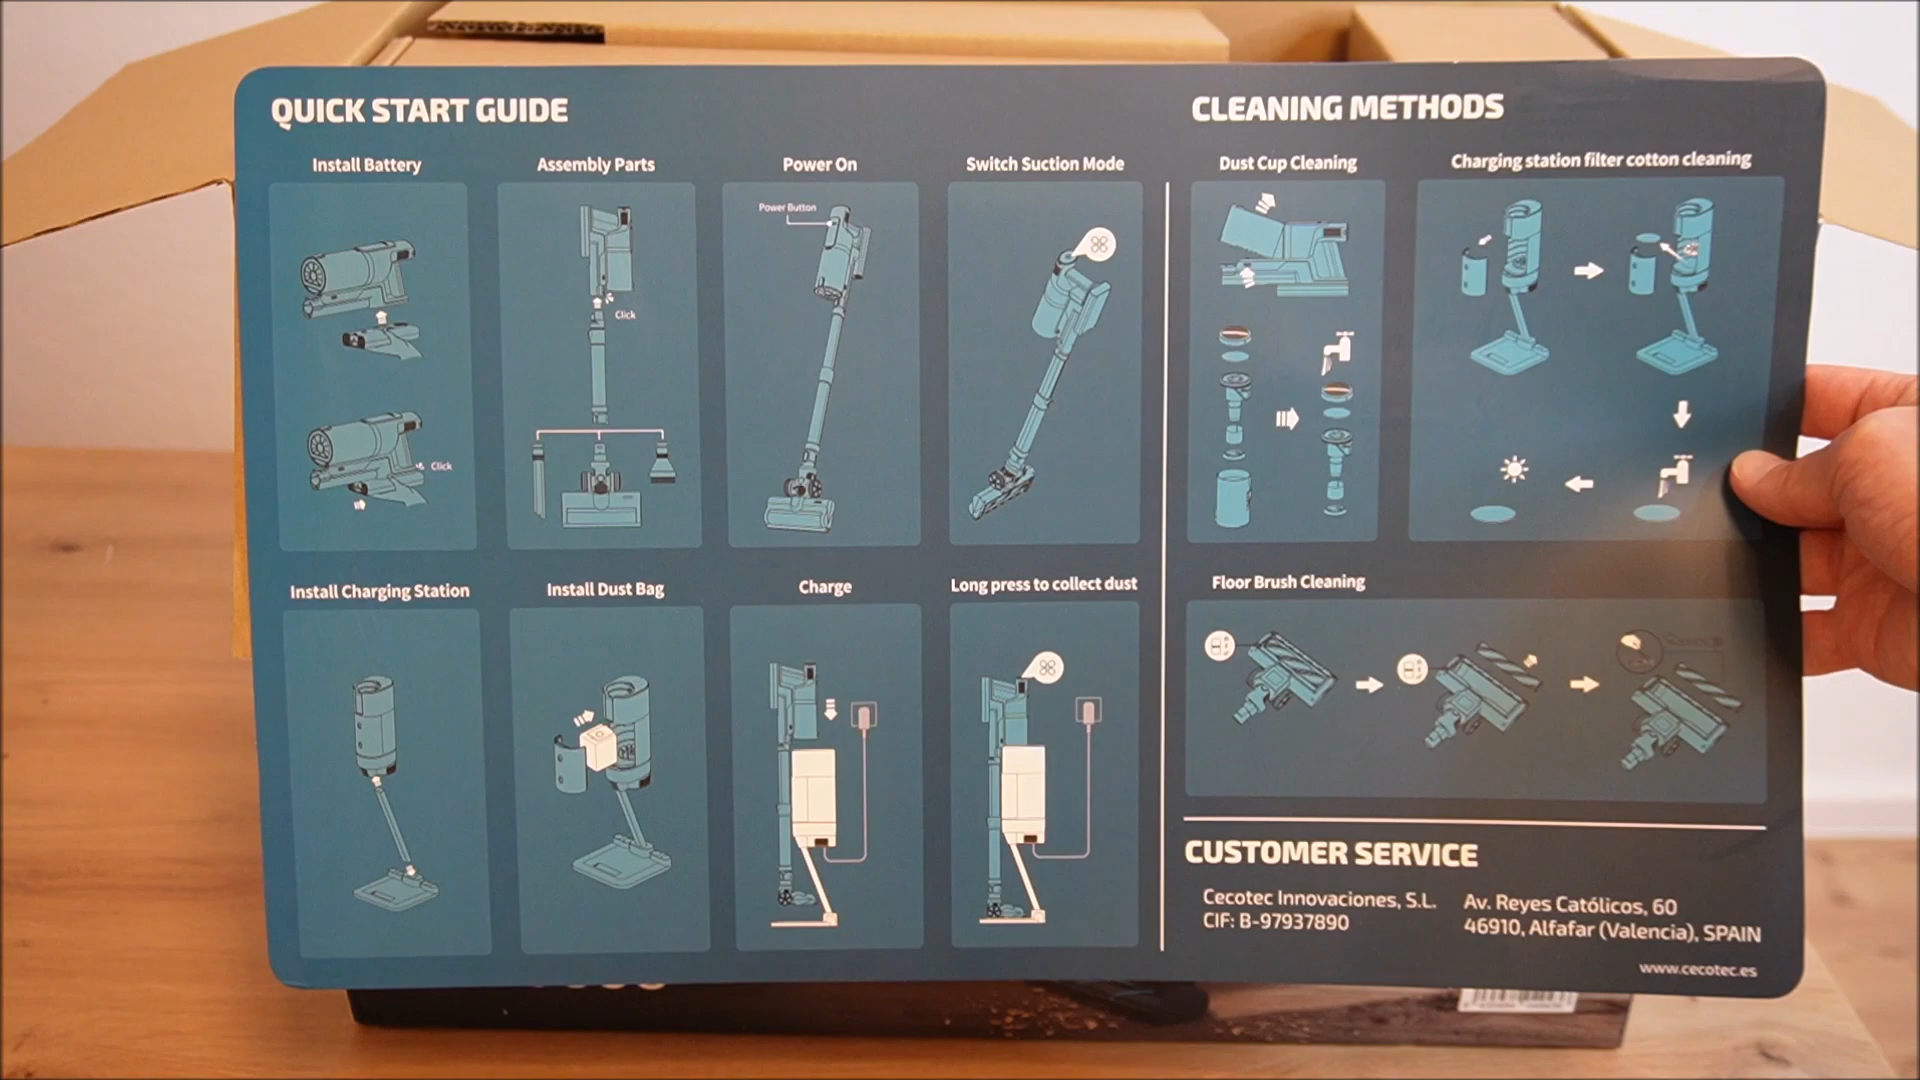 QUICK START GUIDE
Install Battery
Assembly Parts
Power On
Switch Suction Mode
Click
Click
Power Button
Install Charging Station
Install Dust Bag
Charge
Long press to collect dust
CLEANING METHODS
Dust Cup Cleaning
Charging station filter cotton cleaning
Floor Brush Cleaning
CUSTOMER SERVICE
Cecotec Innovaciones, S.L.
CIF: B-97937890
Av. Reyes Católicos, 60
46910, Alfafar (Valencia), SPAIN
www.cecotec.es